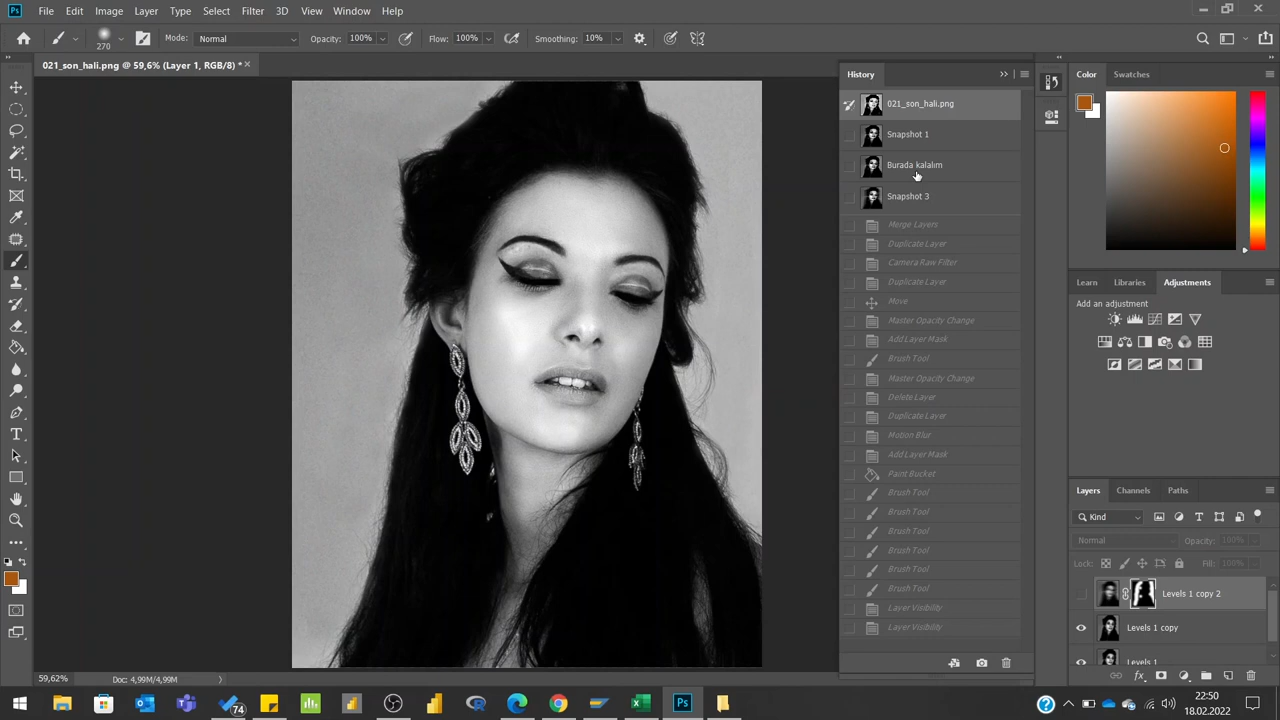 Ps File Edit Image Layer Type Select Filter 3D View Window Help
270 Mode: Normal Opacity: 100% Flow: 100% Smoothing: 10%
021_son_hali.png @ 59,6% (Layer 1, RGB/8) *
History
021_son_hali.png
Snapshot 1
Burada kalalım
Snapshot 3
Merge Layers
Duplicate Layer
Camera Raw Filter
Duplicate Layer
Move
Master Opacity Change
Add Layer Mask
Brush Tool
Master Opacity Change
Delete Layer
Duplicate Layer
Motion Blur
Add Layer Mask
Paint Bucket
Brush Tool
Brush Tool
Brush Tool
Brush Tool
Brush Tool
Brush Tool
Layer Visibility
Layer Visibility
Color Swatches
Learn Libraries Adjustments
Add an adjustment
Layers Channels Paths
Kind
Normal Opacity: 100%
Lock: Fill: 100%
Levels 1 copy 2
Levels 1 copy
Levels 1
59,62% Doc: 4,99M/4,99M
74
Ps
22:50
18.02.2022